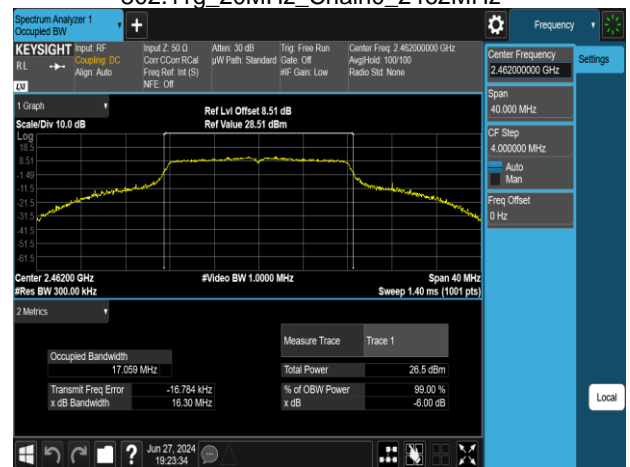 802.11g_20MHz_Chain0_2462MHz
Spectrum Analyzer 1
Occupied BW
Frequency
KEYSIGHT
RL
Align: Auto
Input: RF
Coupling: DC
Input Z: 50 Ω
Corr CCorr RCal
Freq Ref: Int (S)
NFE: Off
Atten: 30 dB
µW Path: Standard
Trig: Free Run
Gate: Off
#IF Gain: Low
Center Freq: 2.462000000 GHz
Avg|Hold: 100/100
Radio Std: None
LXI
Center Frequency
2.462000000 GHz
Settings
Span
40.000 MHz
CF Step
4.000000 MHz
Auto
Man
Freq Offset
0 Hz
Local
1 Graph
Scale/Div 10.0 dB
Ref Lvl Offset 8.51 dB
Ref Value 28.51 dBm
Log
18.5
8.51
-1.49
-11.5
-21.5
-31.5
-41.5
-51.5
-61.5
Center 2.46200 GHz
#Video BW 1.0000 MHz
Span 40 MHz
#Res BW 300.00 kHz
Sweep 1.40 ms (1001 pts)
2 Metrics
Measure Trace
Trace 1
Occupied Bandwidth
17.059 MHz
Total Power
26.5 dBm
Transmit Freq Error
-16.784 kHz
% of OBW Power
99.00 %
x dB Bandwidth
16.30 MHz
x dB
-6.00 dB
Jun 27, 2024
19:23:34